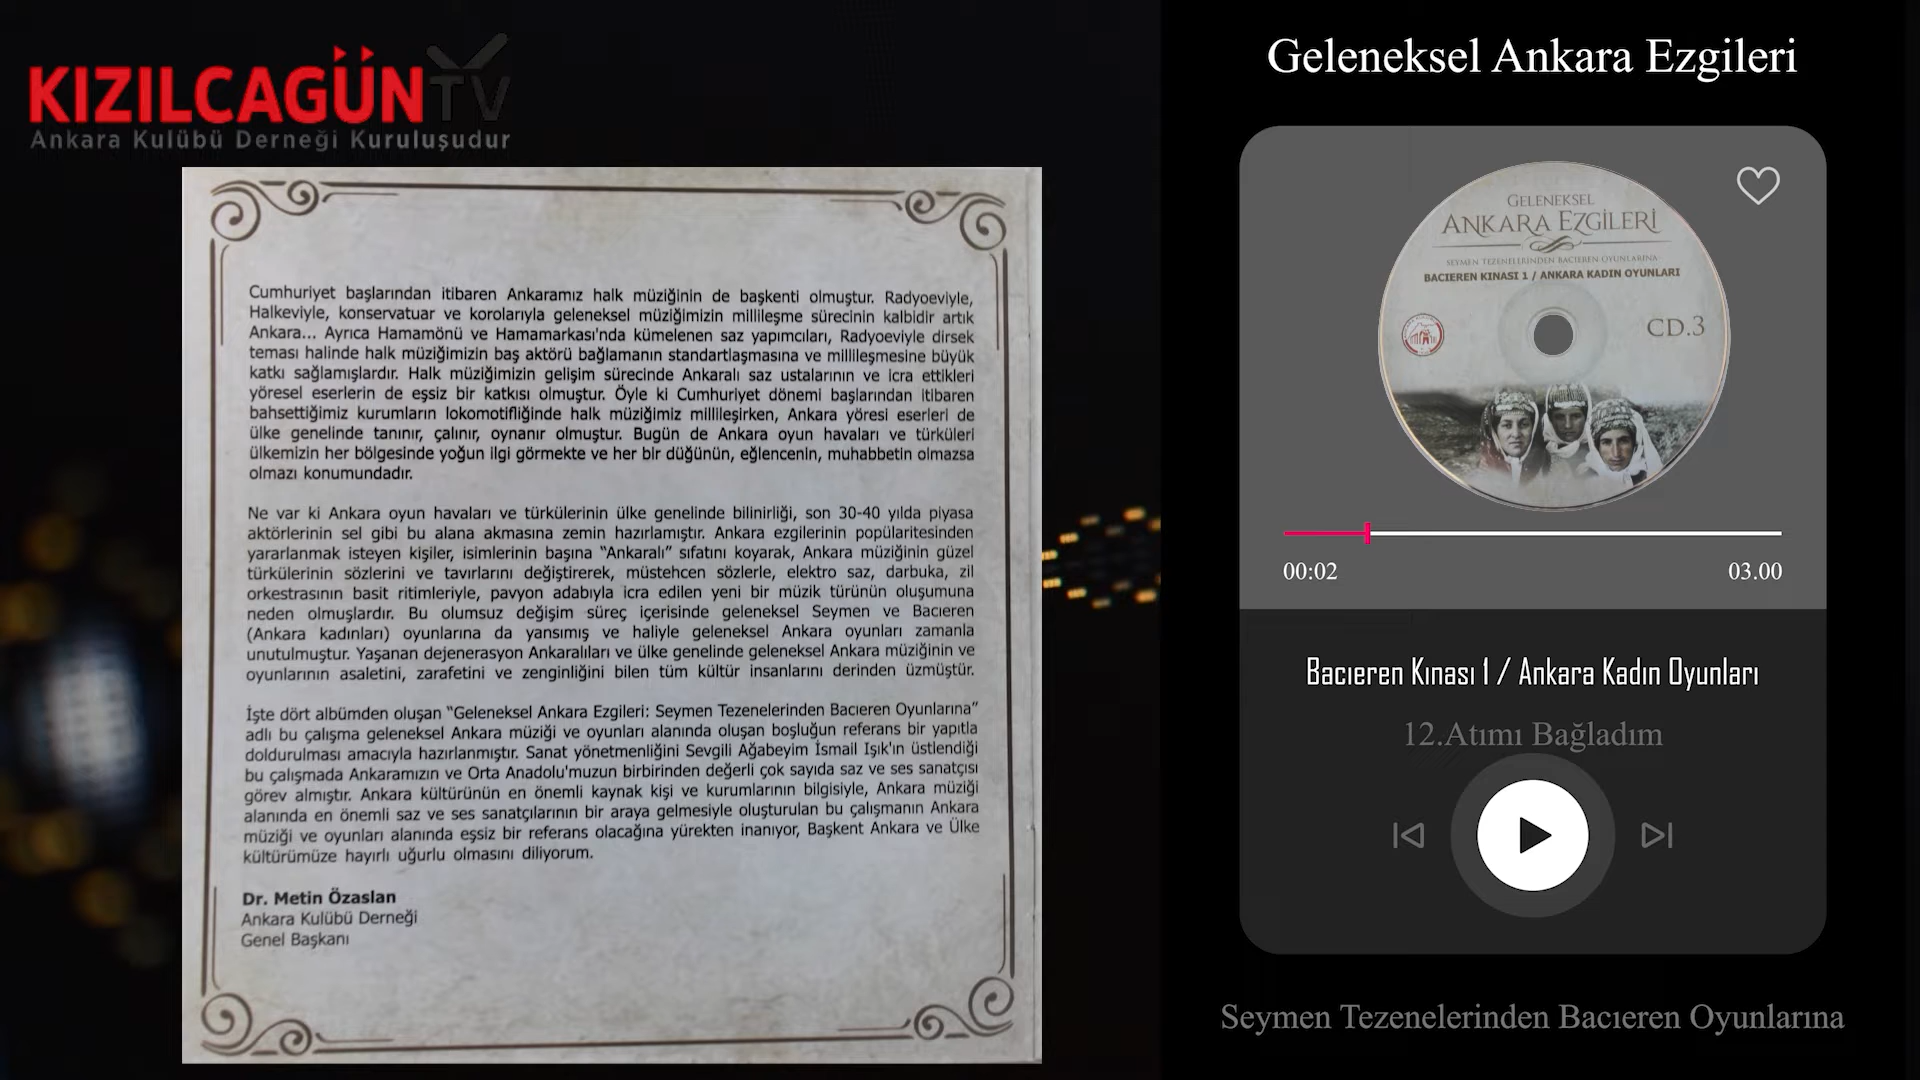 KIZILCAGÜN TV
Ankara Kulübü Derneği Kuruluşudur
Cumhuriyet başlarından itibaren Ankaramız halk müziğinin de başkenti olmuştur. Radyoeviyle,
Halkeviyle, konservatuar ve korolarıyla geleneksel müziğimizin millileşme sürecinin kalbidir artık
Ankara... Ayrıca Hamamönü ve Hamamarkası'nda kümelenen saz yapımcıları, Radyoeviyle dirsek
teması halinde halk müziğimizin baş aktörü bağlamanın standartlaşmasına ve millileşmesine büyük
katkı sağlamışlardır. Halk müziğimizin gelişim sürecinde Ankaralı saz ustalarının ve icra ettikleri
yöresel eserlerin de eşsiz bir katkısı olmuştur. Öyle ki Cumhuriyet dönemi başlarından itibaren
bahsettiğimiz kurumların lokomotifliğinde halk müziğimiz millileşirken, Ankara yöresi eserleri de
ülke genelinde tanınır, çalınır, oynanır olmuştur. Bugün de Ankara oyun havaları ve türküleri
ülkemizin her bölgesinde yoğun ilgi görmekte ve her bir düğünün, eğlencenin, muhabbetin olmazsa
olmazı konumundadır.
Ne var ki Ankara oyun havaları ve türkülerinin ülke genelinde bilinirliği, son 30-40 yılda piyasa
aktörlerinin sel gibi bu alana akmasına zemin hazırlamıştır. Ankara ezgilerinin popülaritesinden
yararlanmak isteyen kişiler, isimlerinin başına “Ankaralı” sıfatını koyarak, Ankara müziğinin güzel
türkülerinin sözlerini ve tavırlarını değiştirerek, müstehcen sözlerle, elektro saz, darbuka, zil
orkestrasının basit ritimleriyle, pavyon adabıyla icra edilen yeni bir müzik türünün oluşumuna
neden olmuşlardır. Bu olumsuz değişim süreç içerisinde geleneksel Seymen ve Bacıeren
(Ankara kadınları) oyunlarına da yansımış ve haliyle geleneksel Ankara oyunları zamanla
unutulmuştur. Yaşanan dejenerasyon Ankaralıları ve ülke genelinde geleneksel Ankara müziğinin ve
oyunlarının asaletini, zarafetini ve zenginliğini bilen tüm kültür insanlarını derinden üzmüştür.
İşte dört albümden oluşan “Geleneksel Ankara Ezgileri: Seymen Tezenelerinden Bacıeren Oyunlarına”
adlı bu çalışma geleneksel Ankara müziği ve oyunları alanında oluşan boşluğun referans bir yapıtla
doldurulması amacıyla hazırlanmıştır. Sanat yönetmenliğini Sevgili Ağabeyim İsmail Işık'ın üstlendiği
bu çalışmada Ankaramızın ve Orta Anadolu'muzun birbirinden değerli çok sayıda saz ve ses sanatçısı
görev almıştır. Ankara kültürünün en önemli kaynak kişi ve kurumlarının bilgisiyle, Ankara müziği
alanında en önemli saz ve ses sanatçılarının bir araya gelmesiyle oluşturulan bu çalışmanın Ankara
müziği ve oyunları alanında eşsiz bir referans olacağına yürekten inanıyor, Başkent Ankara ve Ülke
kültürümüze hayırlı uğurlu olmasını diliyorum.
Dr. Metin Özaslan
Ankara Kulübü Derneği
Genel Başkanı
Geleneksel Ankara Ezgileri
GELENEKSEL
ANKARA EZGİLERİ
SEYMEN TEZENELERİNDEN BACIEREN OYUNLARINA
BACIEREN KINASI 1 / ANKARA KADIN OYUNLARI
CD.3
00:02
03.00
Bacıeren Kınası 1 / Ankara Kadın Oyunları
12.Atımı Bağladım
Seymen Tezenelerinden Bacıeren Oyunlarına